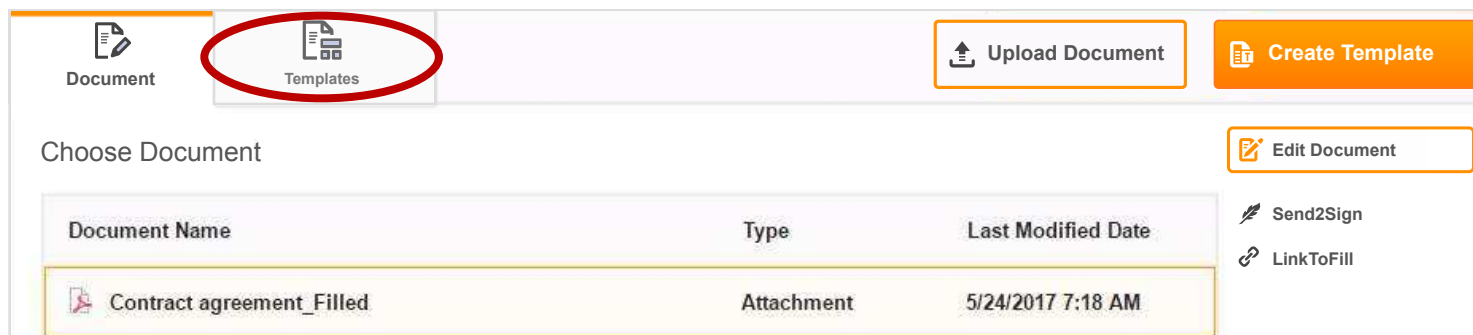 Document
Templates
Upload Document
Create Template
Choose Document
Edit Document
Send2Sign
LinkToFill
Document Name Type Last Modified Date
Contract agreement_Filled Attachment 5/24/2017 7:18 AM